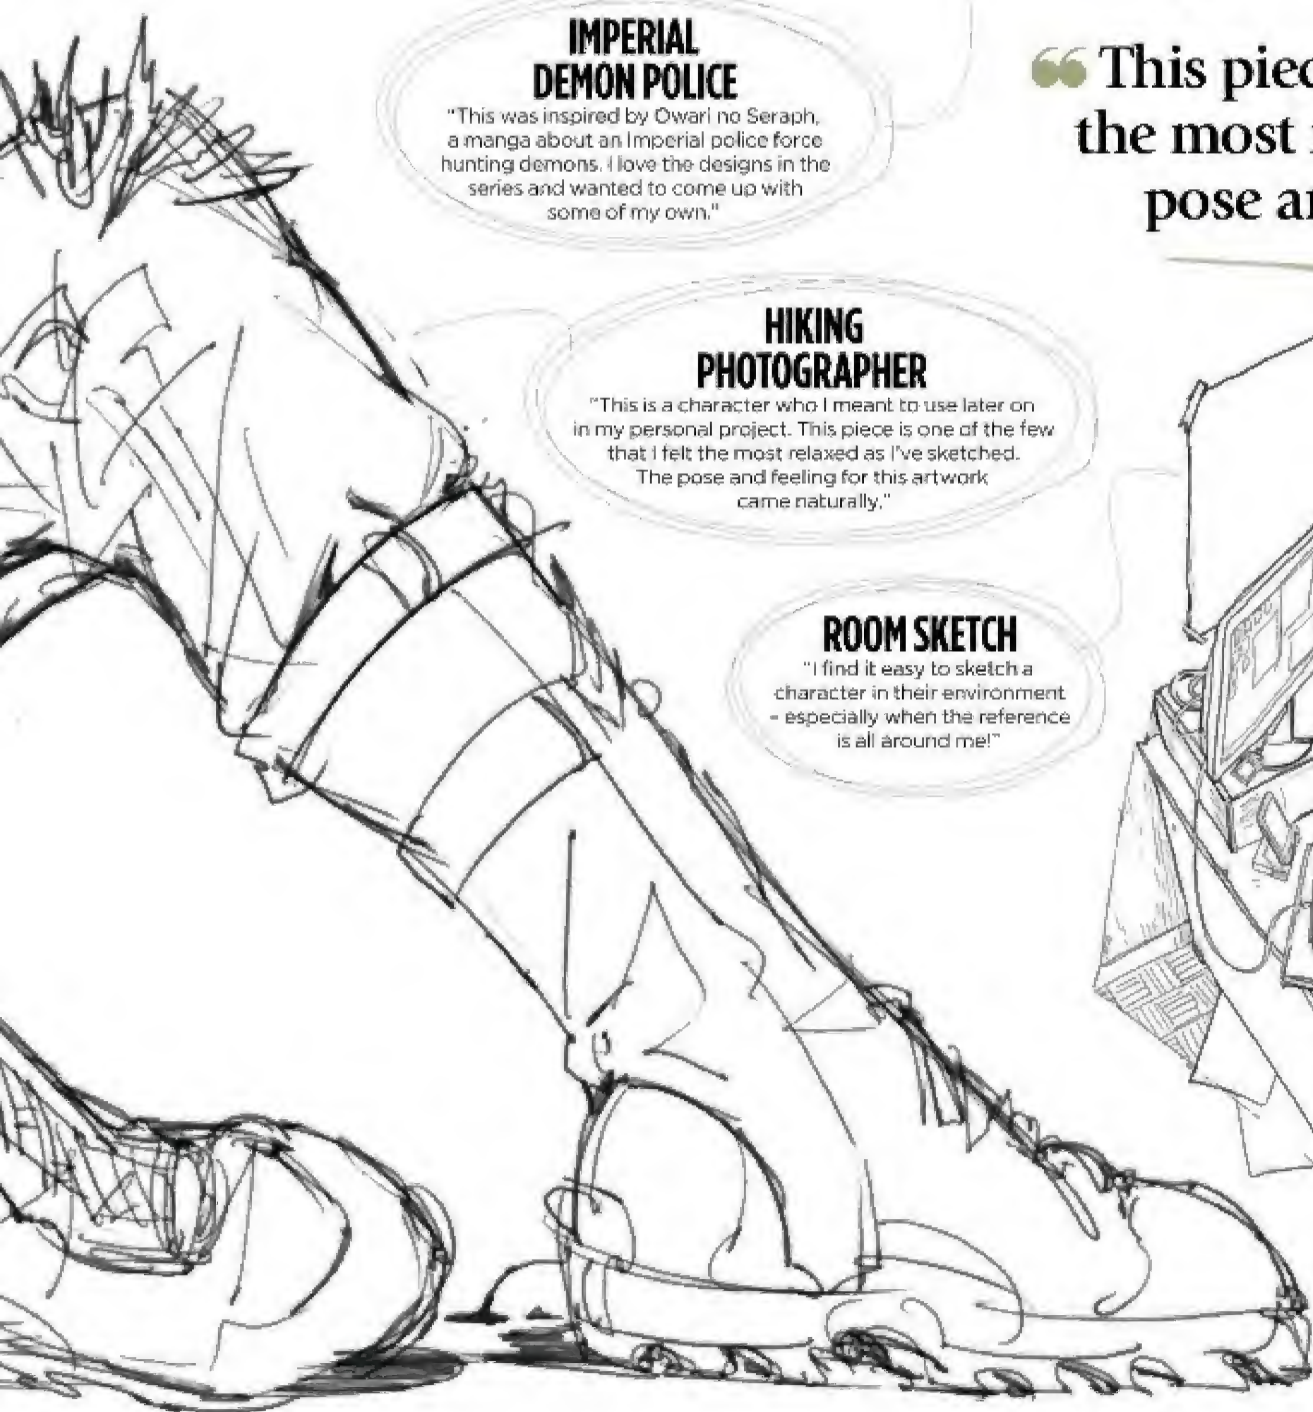 IMPERIAL
DEMON POLICE
"This was inspired by Owari no Seraph,
a manga about an Imperial police force
hunting demons. I love the designs in the
series and wanted to come up with
some of my own."
HIKING
PHOTOGRAPHER
"This is a character who I meant to use later on
in my personal project. This piece is one of the few
that I felt the most relaxed as I've sketched.
The pose and feeling for this artwork
came naturally."
ROOM SKETCH
"I find it easy to sketch a
character in their environment
– especially when the reference
is all around me!"
“ This
the most
pose